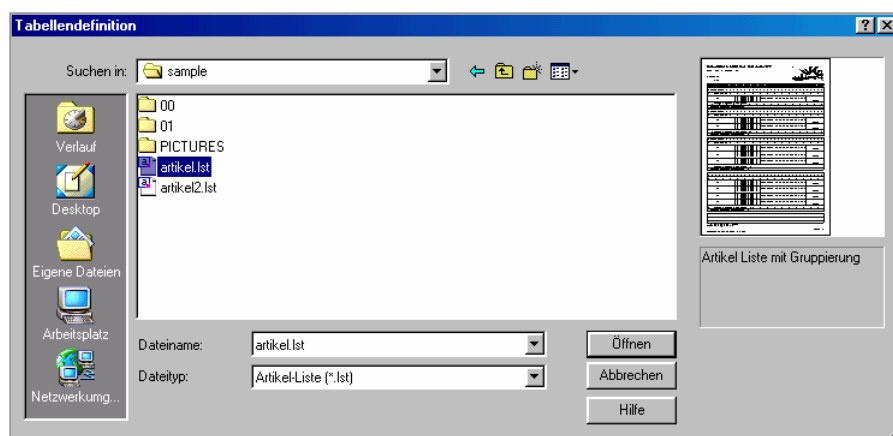 Tabellendefinition
Suchen in:
sample
Verlauf
Desktop
Eigene Dateien
Arbeitsplatz
Netzwerkumg...
00
01
PICTURES
artikel.lst
artikel2.lst
Dateiname:
artikel.lst
Öffnen
Dateityp:
Artikel-Liste (*.lst)
Abbrechen
Hilfe
Artikel Liste mit Gruppierung